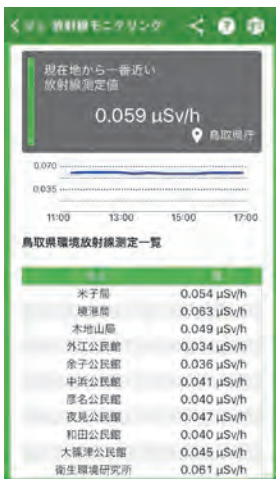 放射線モニタリング
現在地から一番近い
放射線測定値
0.059 μSv/h
鳥取県庁
0.070
0.035
11:00 13:00 15:00 17:00
鳥取県環境放射線測定一覧
米子局 0.054 μSv/h
境港局 0.063 μSv/h
木地山局 0.049 μSv/h
外江公民館 0.034 μSv/h
余子公民館 0.036 μSv/h
中浜公民館 0.041 μSv/h
彦名公民館 0.040 μSv/h
夜見公民館 0.047 μSv/h
和田公民館 0.040 μSv/h
大篠津公民館 0.045 μSv/h
衛生環境研究所 0.061 μSv/h